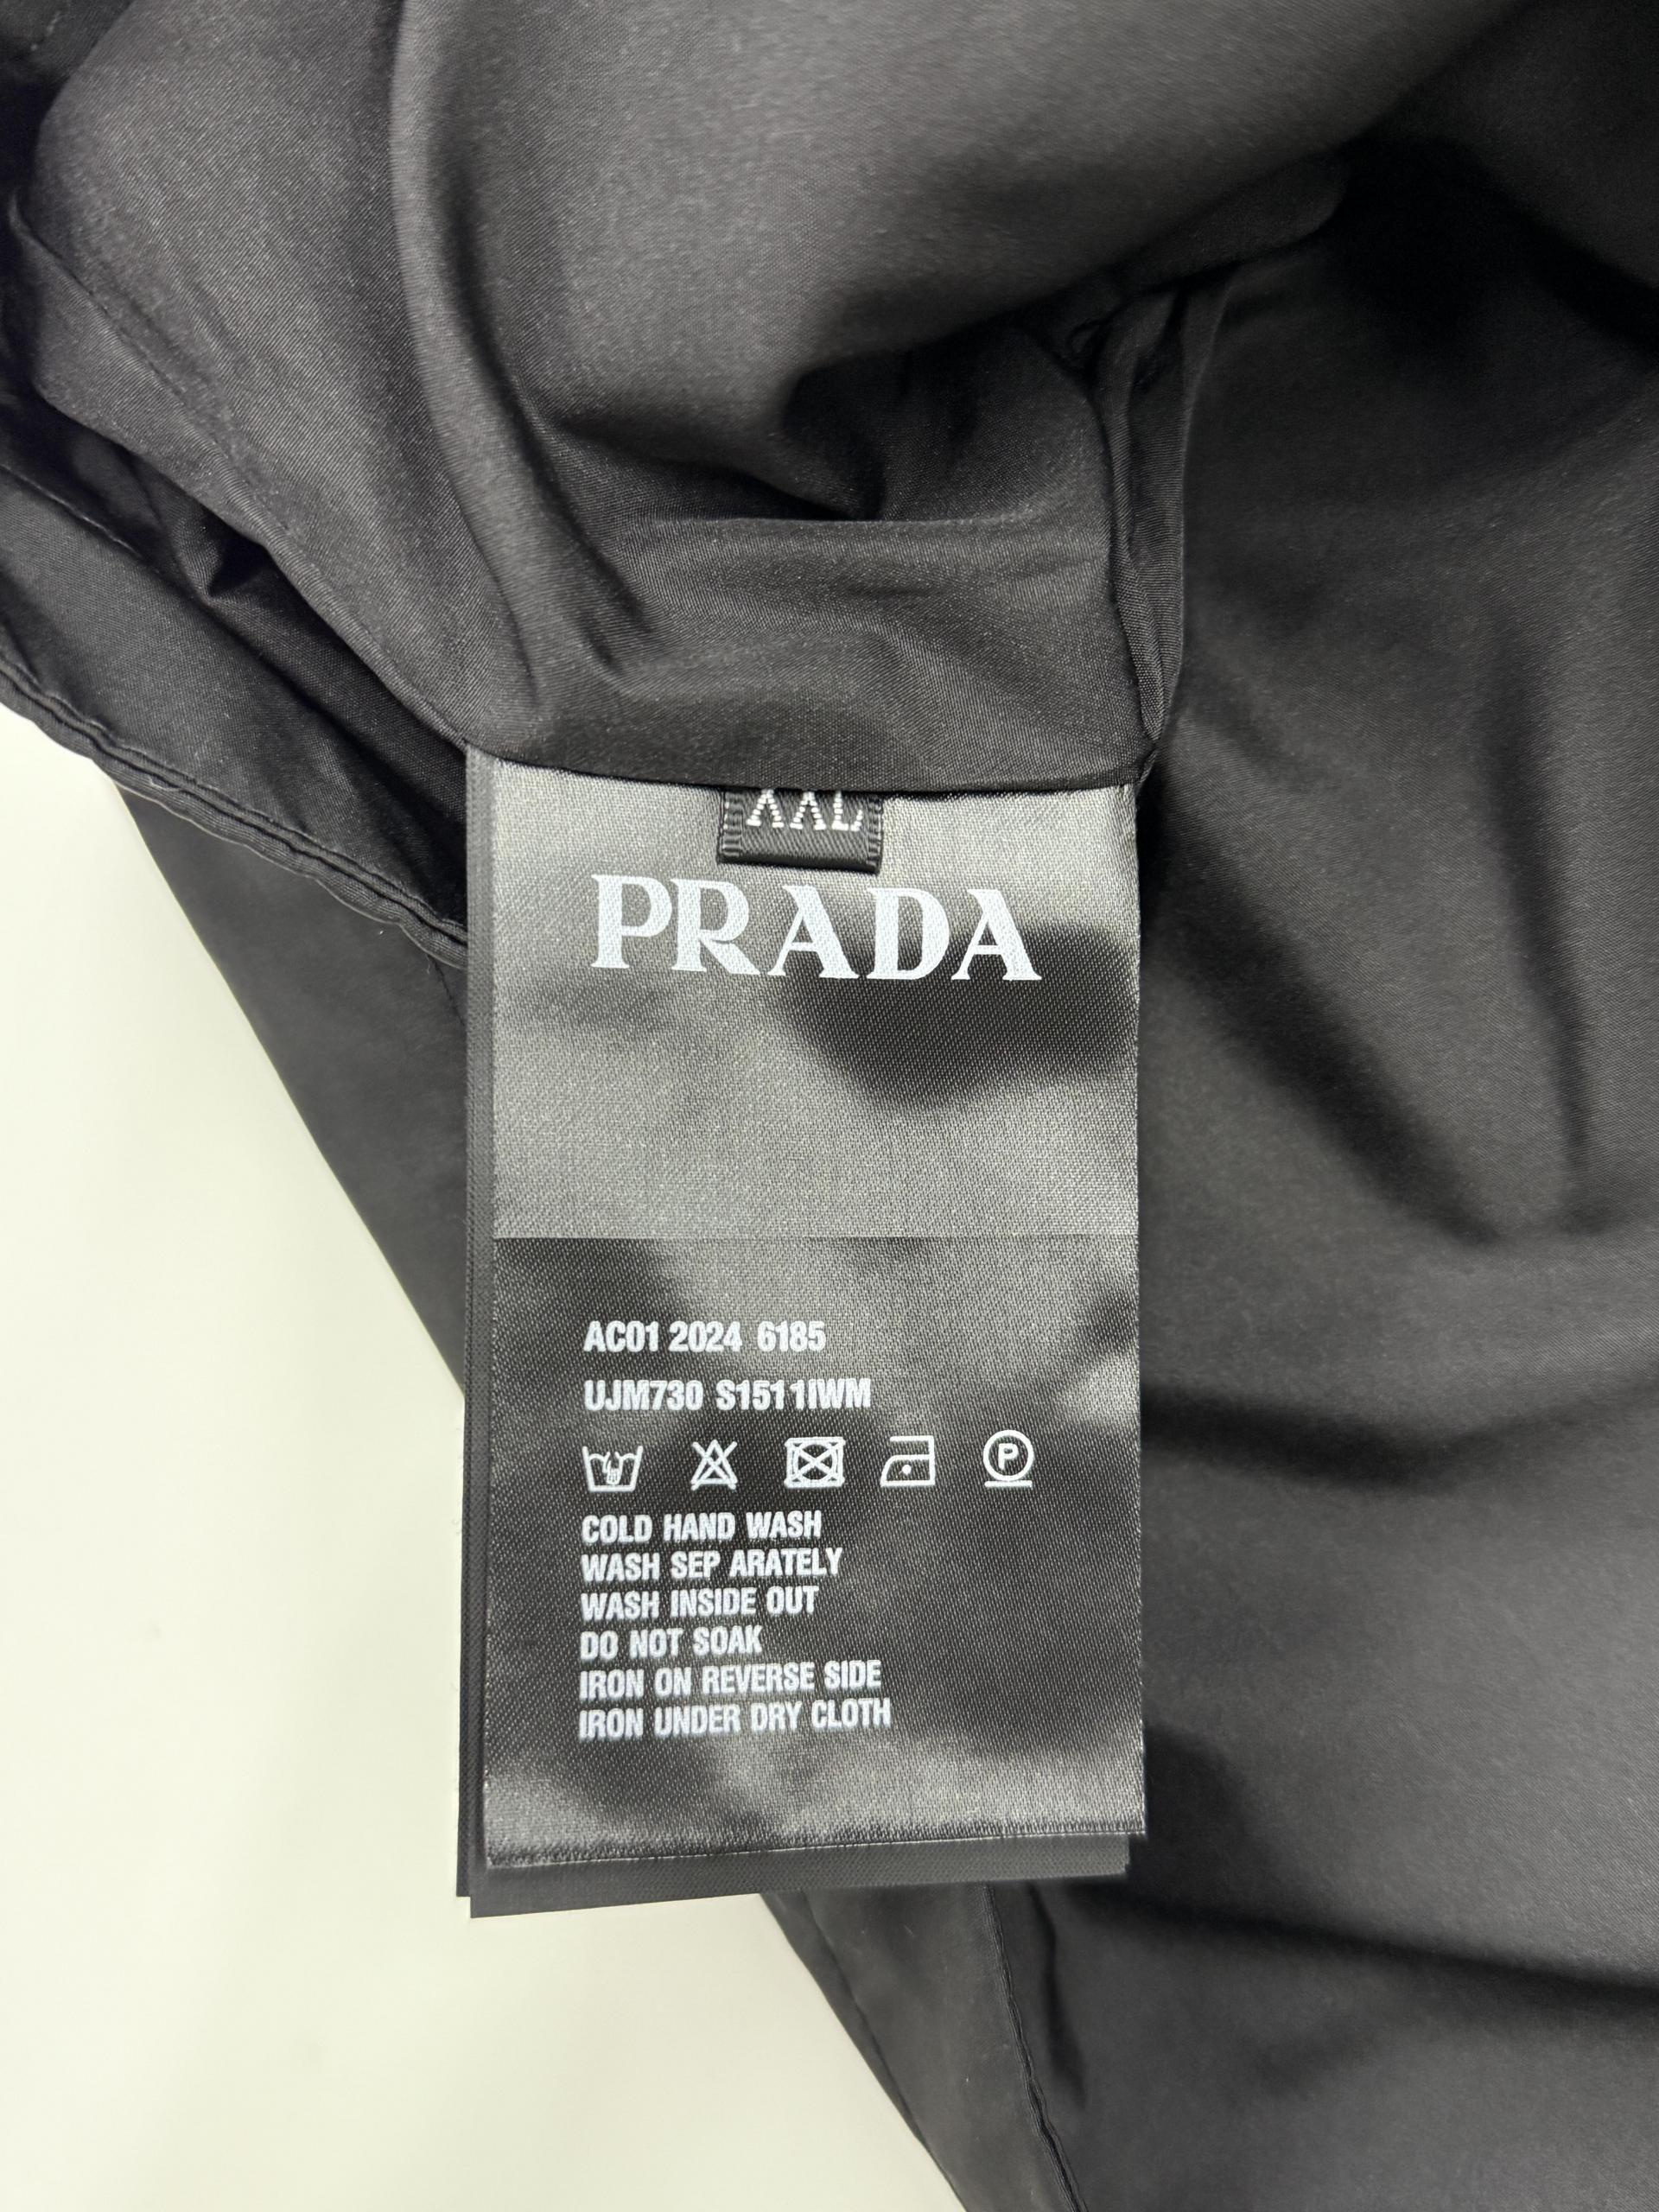 XXL
PRADA
AC01 2024 6185
UJM730 S1511IWM
P
COLD HAND WASH
WASH SEP ARATELY
WASH INSIDE OUT
DO NOT SOAK
IRON ON REVERSE SIDE
IRON UNDER DRY CLOTH